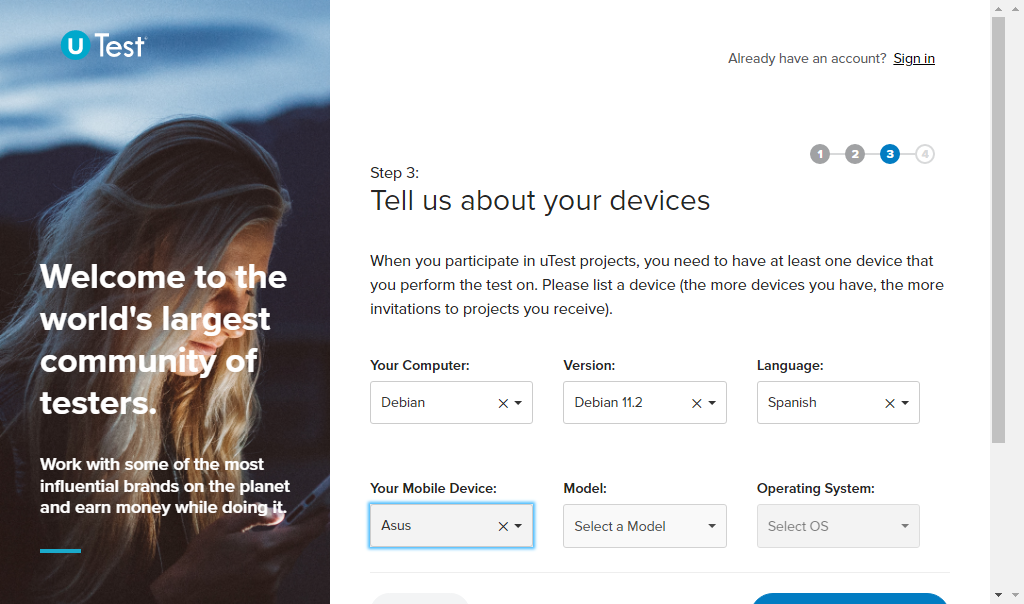 U Test
Already have an account? Sign in
1 2 3 4
Step 3:
Tell us about your devices
Welcome to the
world's largest
community of
testers.
Work with some of the most
influential brands on the planet
and earn money while doing it.
When you participate in uTest projects, you need to have at least one device that
you perform the test on. Please list a device (the more devices you have, the more
invitations to projects you receive).
Your Computer: Version: Language:
Debian Debian 11.2 Spanish
Your Mobile Device: Model: Operating System:
Asus Select a Model Select OS